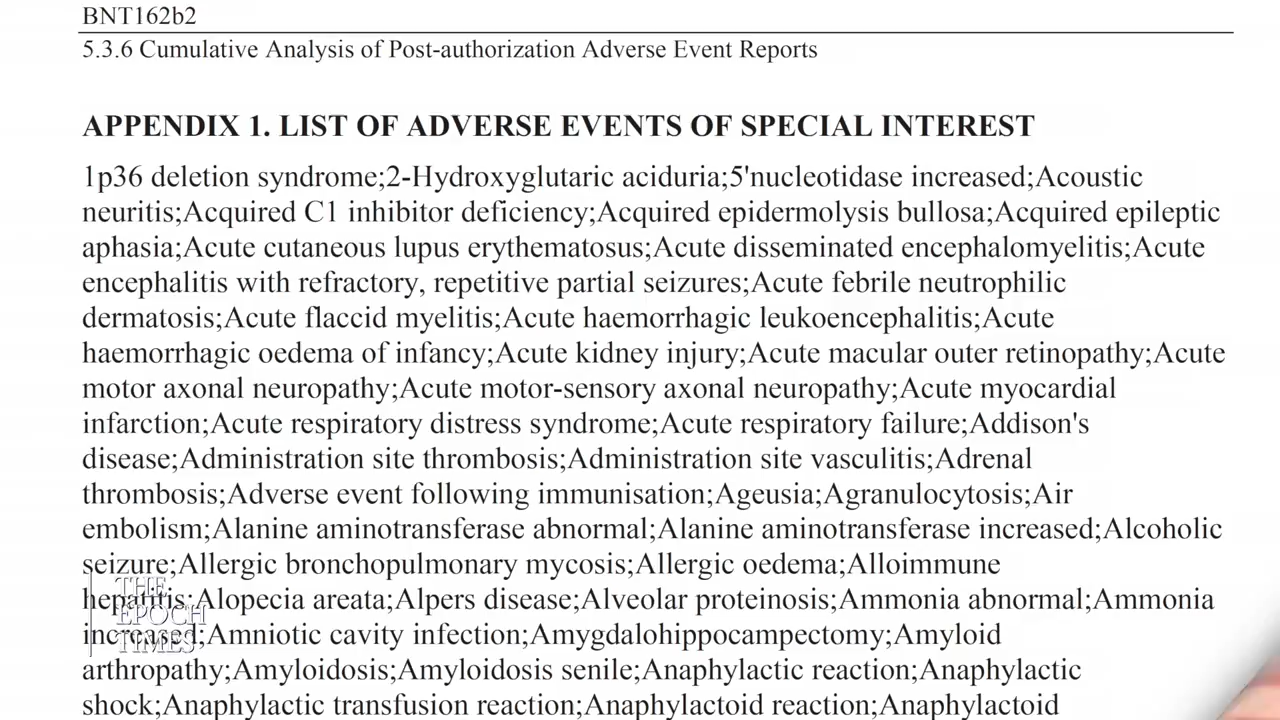 BNT162b2
5.3.6 Cumulative Analysis of Post-authorization Adverse Event Reports
APPENDIX 1. LIST OF ADVERSE EVENTS OF SPECIAL INTEREST
1p36 deletion syndrome;2-Hydroxyglutaric aciduria;5'nucleotidase increased;Acoustic
neuritis;Acquired C1 inhibitor deficiency;Acquired epidermolysis bullosa;Acquired epileptic
aphasia;Acute cutaneous lupus erythematosus;Acute disseminated encephalomyelitis;Acute
encephalitis with refractory, repetitive partial seizures;Acute febrile neutrophilic
dermatosis;Acute flaccid myelitis;Acute haemorrhagic leukoencephalitis;Acute
haemorrhagic oedema of infancy;Acute kidney injury;Acute macular outer retinopathy;Acute
motor axonal neuropathy;Acute motor-sensory axonal neuropathy;Acute myocardial
infarction;Acute respiratory distress syndrome;Acute respiratory failure;Addison's
disease;Administration site thrombosis;Administration site vasculitis;Adrenal
thrombosis;Adverse event following immunisation;Ageusia;Agranulocytosis;Air
embolism;Alanine aminotransferase abnormal;Alanine aminotransferase increased;Alcoholic
seizure;Allergic bronchopulmonary mycosis;Allergic oedema;Alloimmune
hepatitis;Alopecia areata;Alpers disease;Alveolar proteinosis;Ammonia abnormal;Ammonia
increased;Amniotic cavity infection;Amygdalohippocampectomy;Amyloid
arthropathy;Amyloidosis;Amyloidosis senile;Anaphylactic reaction;Anaphylactic
shock;Anaphylactic transfusion reaction;Anaphylactoid reaction;Anaphylactoid
THE
EPOCH
TIMES